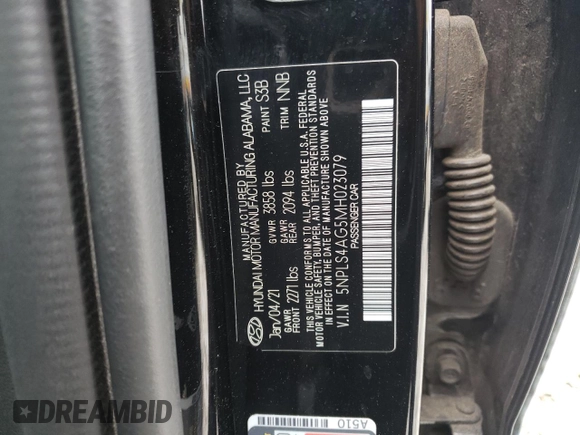 MANUFACTURED BY
HYUNDAI MOTOR MANUFACTURING ALABAMA, LLC
Jan/04/21 GVWR 3858 lbs PAINT S3B
GAWR FRONT 2271 lbs GAWR REAR 2094 lbs TRIM NNB
THIS VEHICLE CONFORMS TO ALL APPLICABLE U.S.A. FEDERAL
MOTOR VEHICLE SAFETY, BUMPER, AND THEFT PREVENTION STANDARDS
IN EFFECT ON THE DATE OF MANUFACTURE SHOWN ABOVE.
V.I.N 5NPLS4AG5MH023079
PASSENGER CAR
A510
DREAMBID